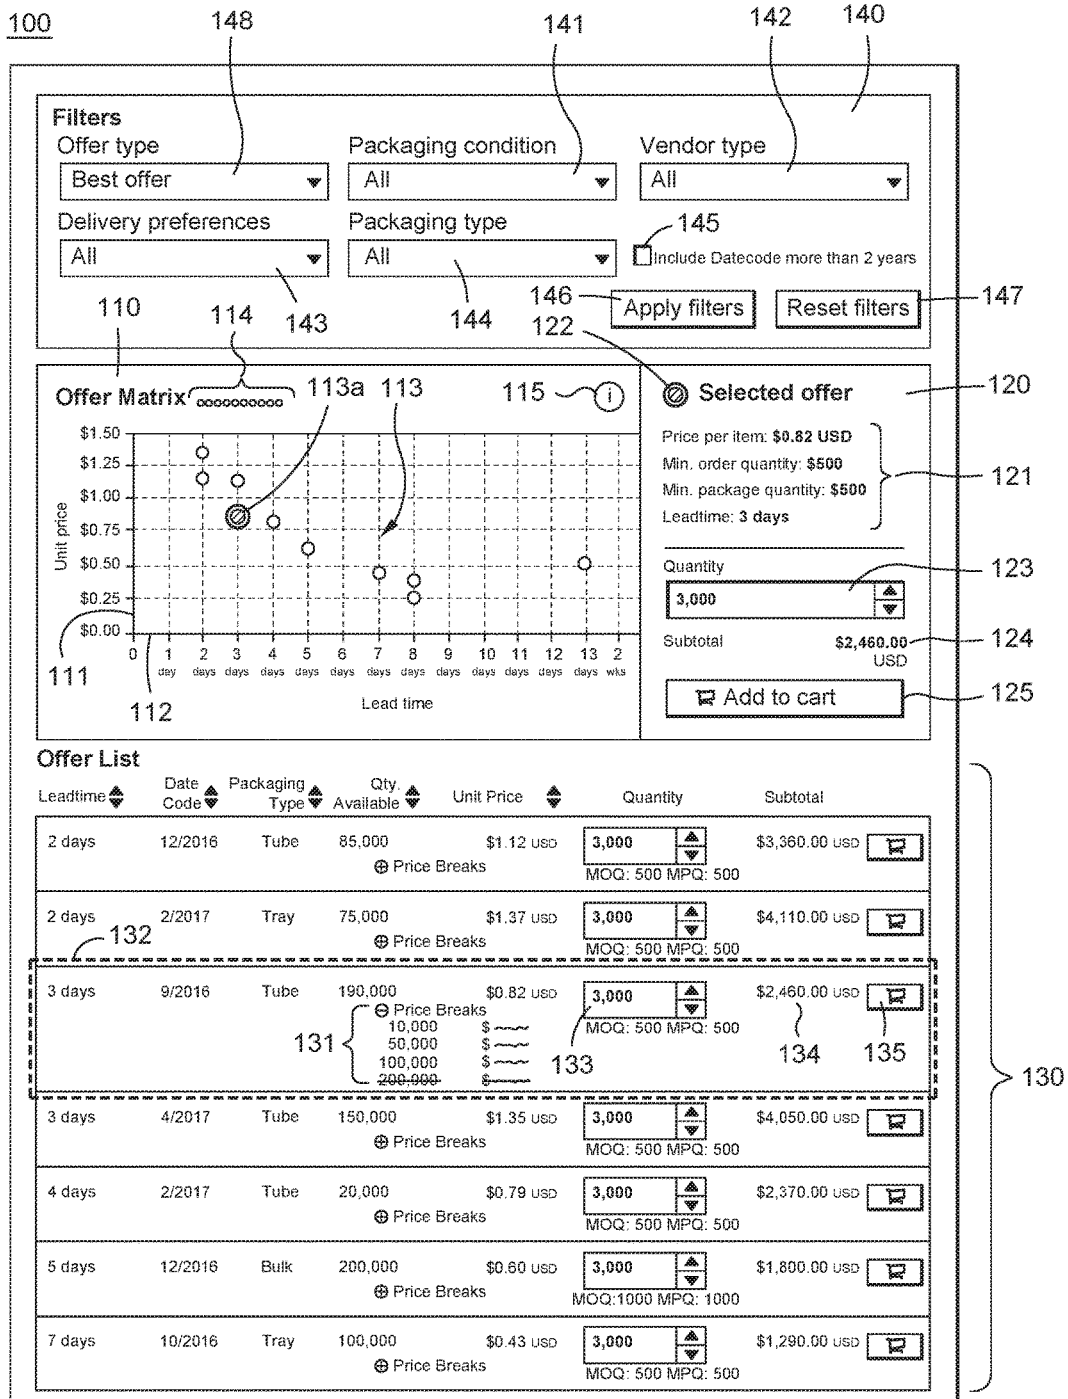 100
148
141
142
140
Filters
Offer type
Packaging condition
Vendor type
Best offer
All
All
Delivery preferences
Packaging type
145
All
All
Include Datecode more than 2 years
110
114
143
144
146
Apply filters
Reset filters
147
122
Offer Matrix
113a
113
115
i
Selected offer
120
$1.50
$1.25
$1.00
$0.75
$0.50
$0.25
$0.00
Unit price
0 1 2 3 4 5 6 7 8 9 10 11 12 13 2
day days days days days days days days days days days days days wks
Lead time
111
112
Price per item: $0.82 USD
Min. order quantity: $500
Min. package quantity: $500
Leadtime: 3 days
121
Quantity
3,000
123
Subtotal
$2,460.00
USD
124
Add to cart
125
Offer List
Leadtime
Date Code
Packaging Type
Qty. Available
Unit Price
Quantity
Subtotal
2 days 12/2016 Tube 85,000 $1.12 USD 3,000 $3,360.00 USD
Price Breaks
MOQ: 500 MPQ: 500
2 days 2/2017 Tray 75,000 $1.37 USD 3,000 $4,110.00 USD
Price Breaks
MOQ: 500 MPQ: 500
132
3 days 9/2016 Tube 190,000 $0.82 USD 3,000 $2,460.00 USD
Price Breaks
MOQ: 500 MPQ: 500
10,000 $
50,000 $
100,000 $
200,000 $
131
133
134
135
130
3 days 4/2017 Tube 150,000 $1.35 USD 3,000 $4,050.00 USD
Price Breaks
MOQ: 500 MPQ: 500
4 days 2/2017 Tube 20,000 $0.79 USD 3,000 $2,370.00 USD
Price Breaks
MOQ: 500 MPQ: 500
5 days 12/2016 Bulk 200,000 $0.60 USD 3,000 $1,800.00 USD
Price Breaks
MOQ:1000 MPQ: 1000
7 days 10/2016 Tray 100,000 $0.43 USD 3,000 $1,290.00 USD
Price Breaks
MOQ: 500 MPQ: 500